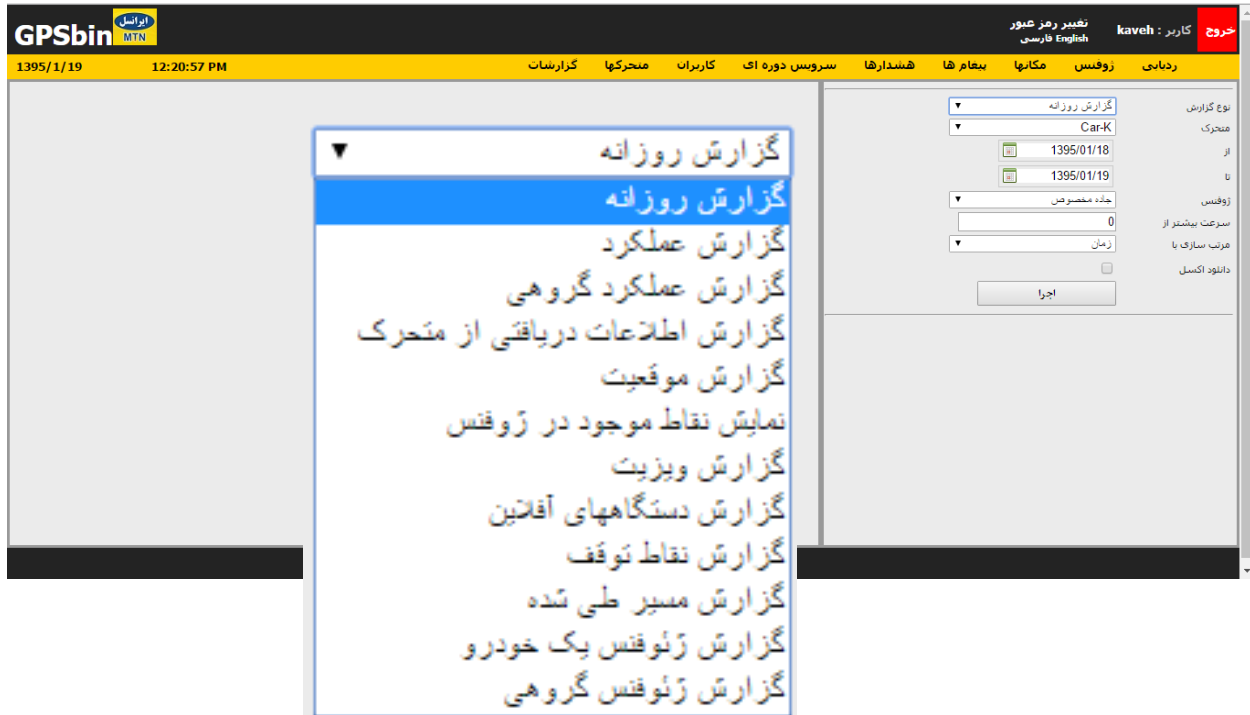 خروج
کاربر : kaveh
تغییر رمز عبور
English فارسی
ایرانسل
MTN
GPSbin
ردیابی ژوفنس مکانها پیغام ها هشدارها سرویس دوره ای کاربران متحرکها گزارشات
12:20:57 PM
1395/1/19
نوع گزارش گزارش روزانه
متحرک Car-K
از 1395/01/18
تا 1395/01/19
ژوفنس جاده مخصوص
سرعت بیشتر از 0
مرتب سازی با زمان
دانلود اکسل
اجرا
گزارش روزانه
گزارش روزانه
گزارش عملکرد
گزارش عملکرد گروهی
گزارش اطلاعات دریافتی از متحرک
گزارش موقعیت
نمایش نقاط موجود در ژوفنس
گزارش ویزیت
گزارش دستگاههای آفلاین
گزارش نقاط توقف
گزارش مسیر طی شده
گزارش ژئوفنس یک خودرو
گزارش ژئوفنس گروهی